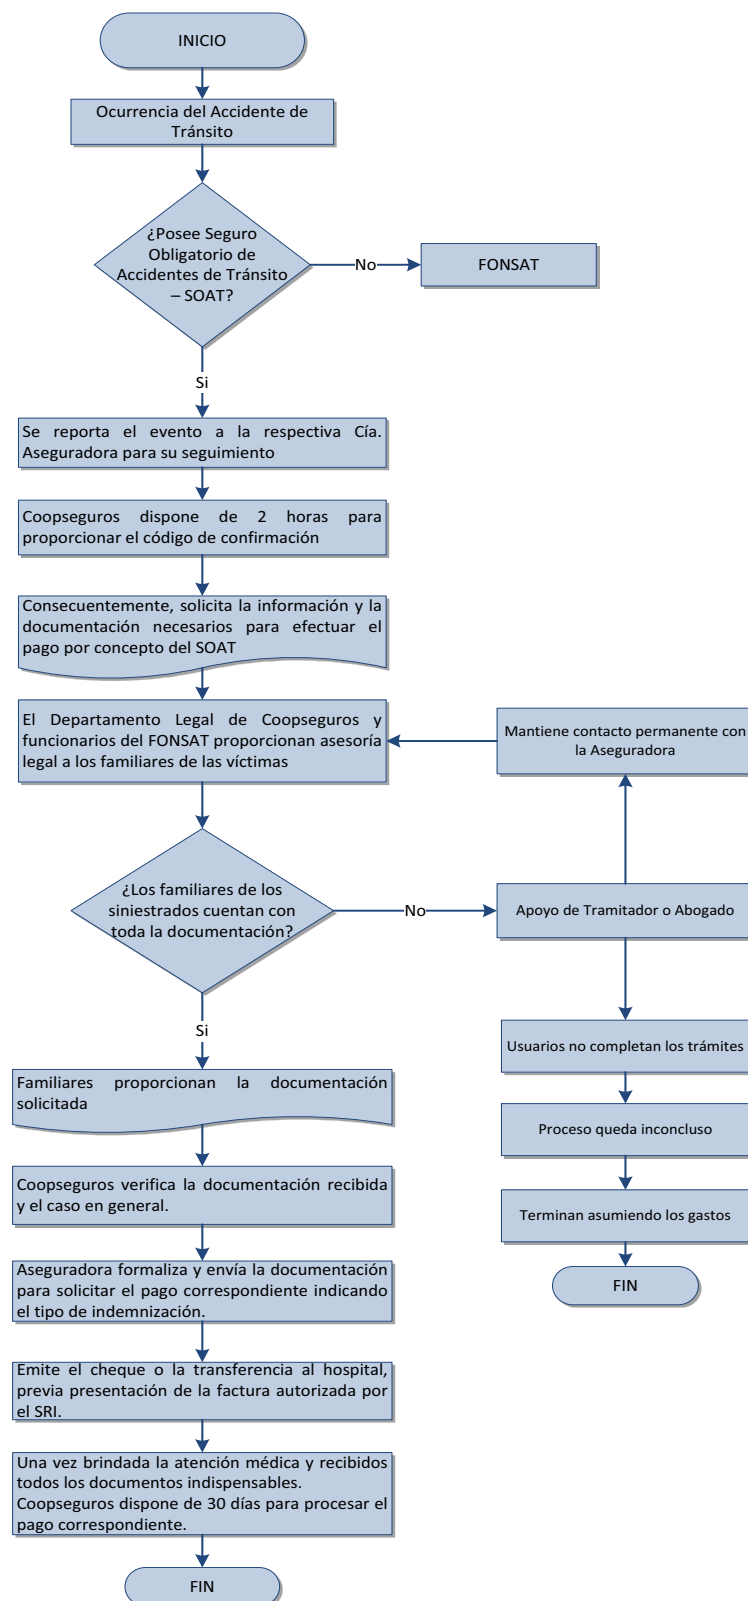 INICIO
Ocurrencia del Accidente de
Tránsito
¿Posee Seguro
Obligatorio de
Accidentes de Tránsito
– SOAT?
No
FONSAT
Si
Se reporta el evento a la respectiva Cía.
Aseguradora para su seguimiento
Coopseguros dispone de 2 horas para
proporcionar el código de confirmación
Consecuentemente, solicita la información y la
documentación necesarios para efectuar el
pago por concepto del SOAT
El Departamento Legal de Coopseguros y
funcionarios del FONSAT proporcionan asesoría
legal a los familiares de las víctimas
Mantiene contacto permanente con
la Aseguradora
¿Los familiares de los
siniestrados cuentan con
toda la documentación?
No
Apoyo de Tramitador o Abogado
Si
Usuarios no completan los trámites
Proceso queda inconcluso
Terminan asumiendo los gastos
FIN
Familiares proporcionan la documentación
solicitada
Coopseguros verifica la documentación recibida
y el caso en general.
Aseguradora formaliza y envía la documentación
para solicitar el pago correspondiente indicando
el tipo de indemnización.
Emite el cheque o la transferencia al hospital,
previa presentación de la factura autorizada por
el SRI.
Una vez brindada la atención médica y recibidos
todos los documentos indispensables.
Coopseguros dispone de 30 días para procesar el
pago correspondiente.
FIN